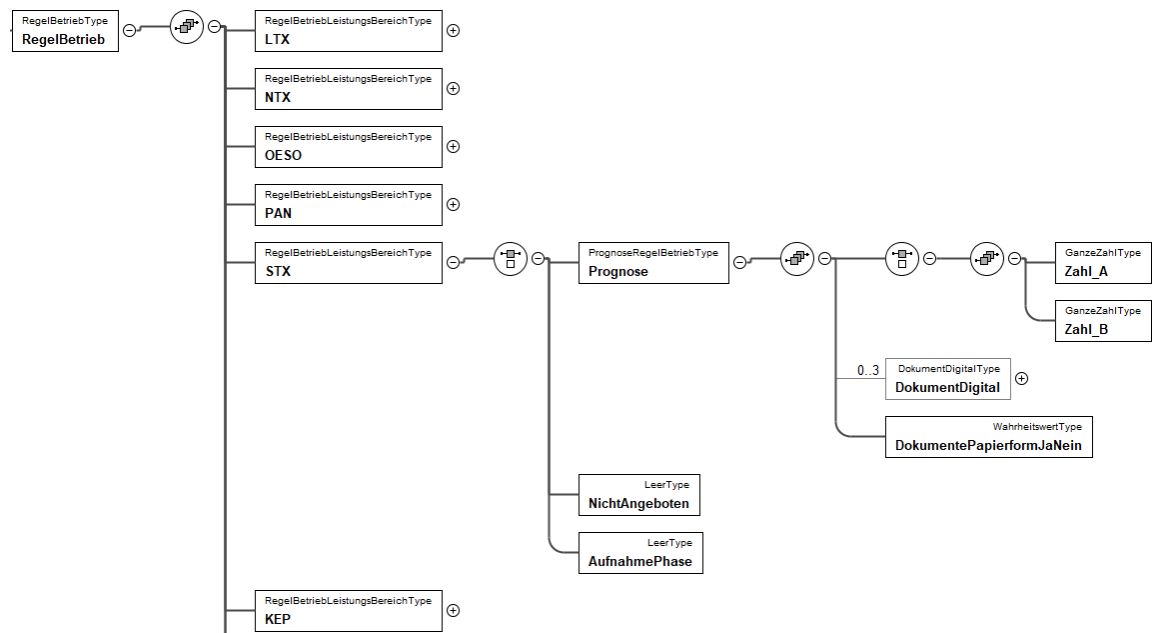 RegelBetriebType
RegelBetrieb
RegelBetriebLeistungsBereichType
LTX
RegelBetriebLeistungsBereichType
NTX
RegelBetriebLeistungsBereichType
OESO
RegelBetriebLeistungsBereichType
PAN
RegelBetriebLeistungsBereichType
STX
PrognoseRegelBetriebType
Prognose
GanzeZahlType
Zahl_A
GanzeZahlType
Zahl_B
0..3
DokumentDigitalType
DokumentDigital
WahrheitswertType
DokumentePapierformJaNein
LeerType
NichtAngeboten
LeerType
AufnahmePhase
RegelBetriebLeistungsBereichType
KEP